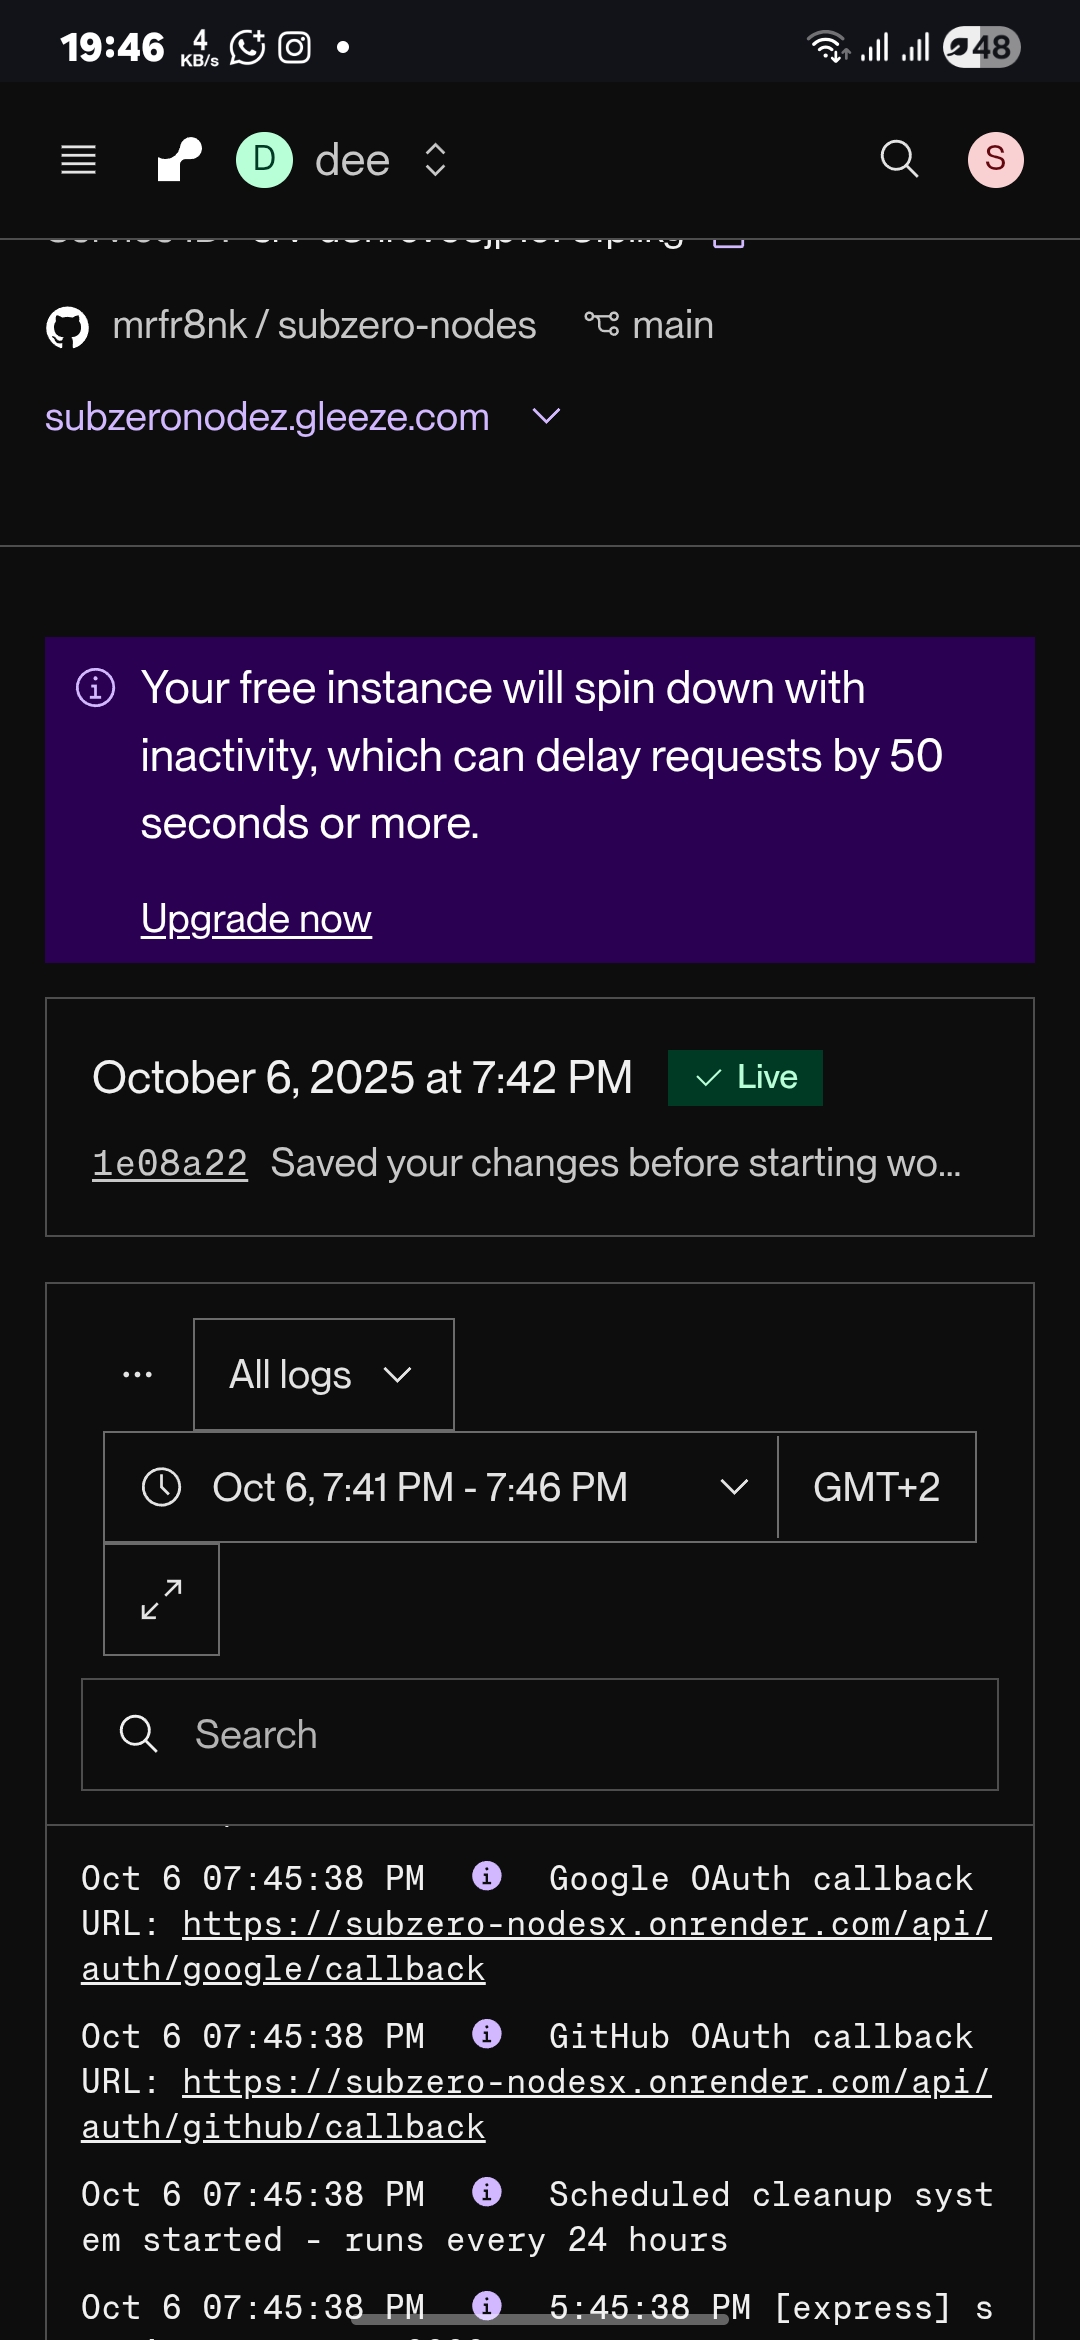 19:46 4 KB/s 48
D dee S
mrfr8nk / subzero-nodes main
subzeronodez.gleeze.com
Your free instance will spin down with
inactivity, which can delay requests by 50
seconds or more.
Upgrade now
October 6, 2025 at 7:42 PM Live
1e08a22 Saved your changes before starting wo...
... All logs
Oct 6, 7:41 PM - 7:46 PM GMT+2
Search
Oct 6 07:45:38 PM Google OAuth callback
URL: https://subzero-nodesx.onrender.com/api/
auth/google/callback
Oct 6 07:45:38 PM GitHub OAuth callback
URL: https://subzero-nodesx.onrender.com/api/
auth/github/callback
Oct 6 07:45:38 PM Scheduled cleanup syst
em started - runs every 24 hours
Oct 6 07:45:38 PM 5:45:38 PM [express] s